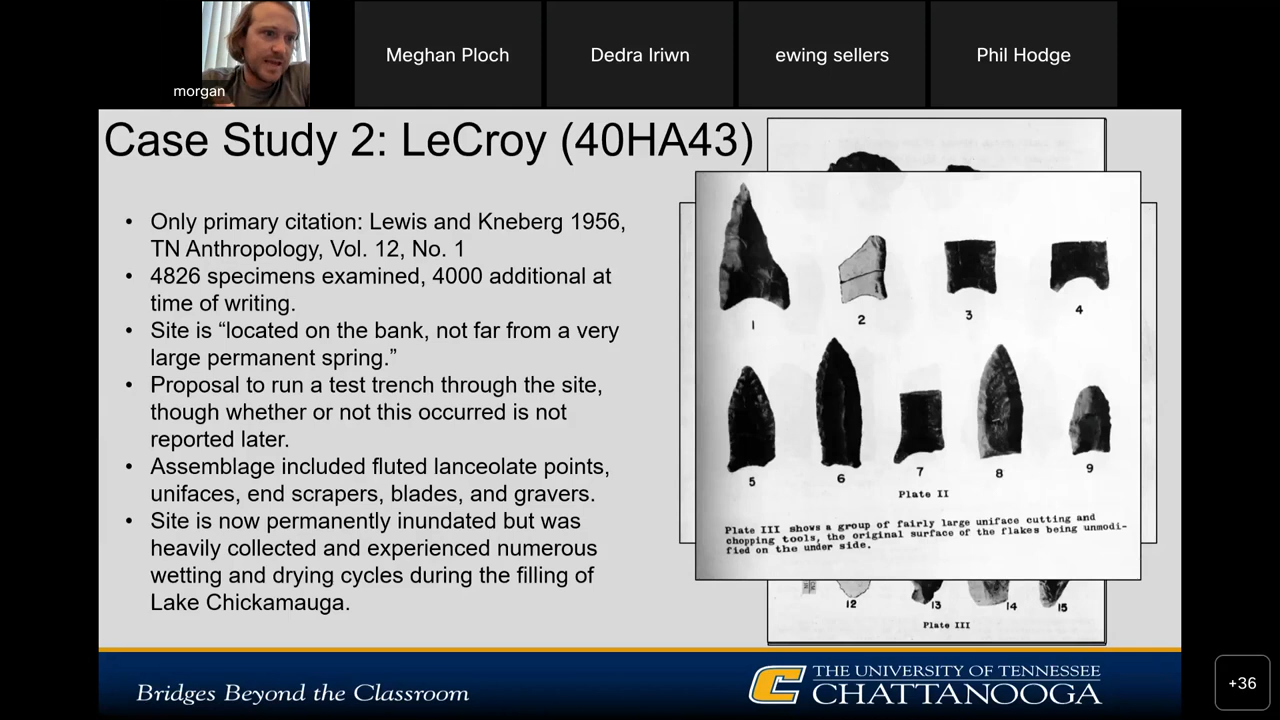 morgan
Meghan Ploch
Dedra Iriwn
ewing sellers
Phil Hodge
Case Study 2: LeCroy (40HA43)
• Only primary citation: Lewis and Kneberg 1956,
TN Anthropology, Vol. 12, No. 1
• 4826 specimens examined, 4000 additional at
time of writing.
• Site is “located on the bank, not far from a very
large permanent spring.”
• Proposal to run a test trench through the site,
though whether or not this occurred is not
reported later.
• Assemblage included fluted lanceolate points,
unifaces, end scrapers, blades, and gravers.
• Site is now permanently inundated but was
heavily collected and experienced numerous
wetting and drying cycles during the filling of
Lake Chickamauga.
1
2
3
4
5
6
7
8
9
Plate II
Plate III shows a group of fairly large uniface cutting and
chopping tools, the original surface of the flakes being unmodi-
fied on the under side.
12
13
14
15
Plate III
Bridges Beyond the Classroom
THE UNIVERSITY OF TENNESSEE
CHATTANOOGA
+36